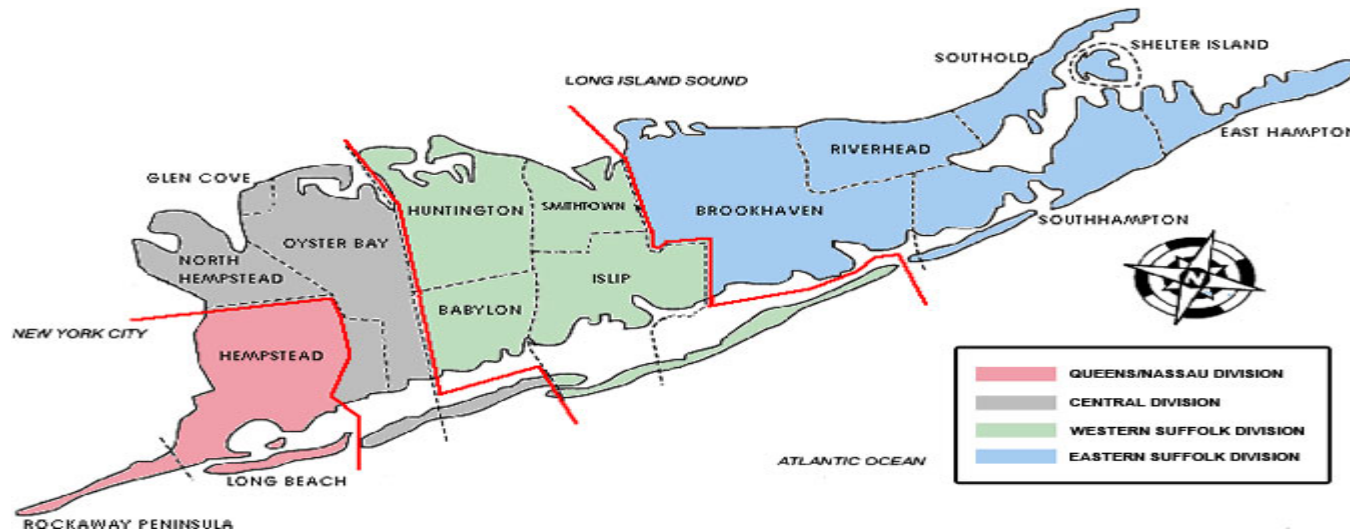 SHELTER ISLAND
SOUTHOLD
LONG ISLAND SOUND
EAST HAMPTON
RIVERHEAD
GLEN COVE
HUNTINGTON
SMITHTOWN
BROOKHAVEN
SOUTHHAMPTON
OYSTER BAY
NORTH
HEMPSTEAD
ISLIP
BABYLON
NEW YORK CITY
HEMPSTEAD
N
QUEENS/NASSAU DIVISION
CENTRAL DIVISION
WESTERN SUFFOLK DIVISION
EASTERN SUFFOLK DIVISION
ATLANTIC OCEAN
LONG BEACH
ROCKAWAY PENINSULA